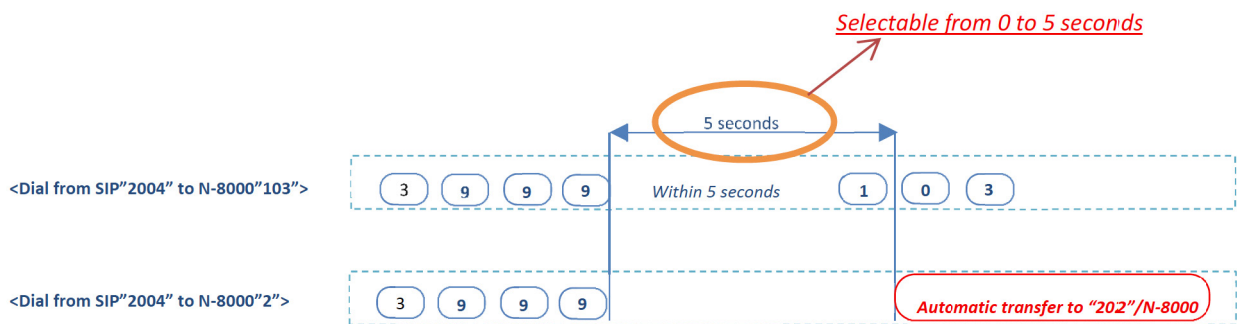 Selectable from 0 to 5 seconds
5 seconds
<Dial from SIP"2004" to N-8000"103"> 3 9 9 9 Within 5 seconds 1 0 3
<Dial from SIP"2004" to N-8000"2"> 3 9 9 9 Automatic transfer to "202"/N-8000